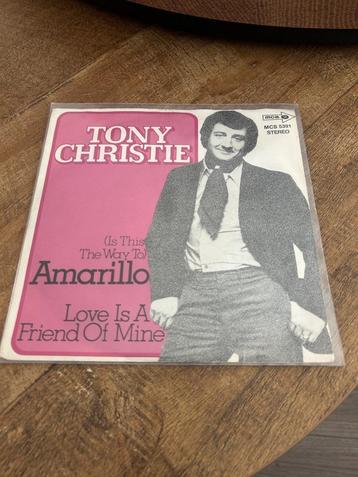 TONY
CHRISTIE
mca
MCS 5391
STEREO
(Is This
The Way To)
Amarillo
Love Is A
Friend Of Mine